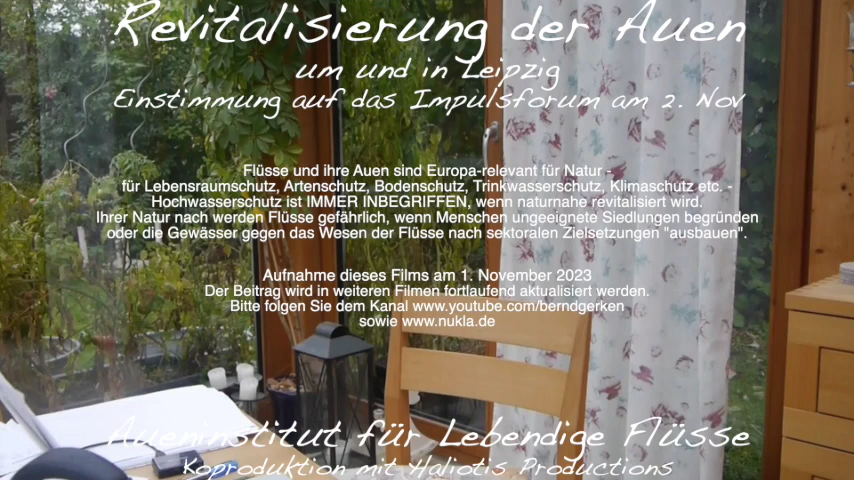 Revitalisierung der Auen
um und in Leipzig
Einstimmung auf das Impulsforum am 2. Nov
Flüsse und ihre Auen sind Europa-relevant für Natur -
für Lebensraumschutz, Artenschutz, Bodenschutz, Trinkwasserschutz, Klimaschutz etc. -
Hochwasserschutz ist IMMER INBEGRIFFEN, wenn naturnahe revitalisiert wird.
Ihrer Natur nach werden Flüsse gefährlich, wenn Menschen ungeeignete Siedlungen begründen
oder die Gewässer gegen das Wesen der Flüsse nach sektoralen Zielsetzungen "ausbauen".
Aufnahme dieses Films am 1. November 2023
Der Beitrag wird in weiteren Filmen fortlaufend aktualisiert werden.
Bitte folgen Sie dem Kanal www.youtube.com/berndgerken
sowie www.nukla.de
Aueninstitut für Lebendige Flüsse
Koproduktion mit Haliotis Productions